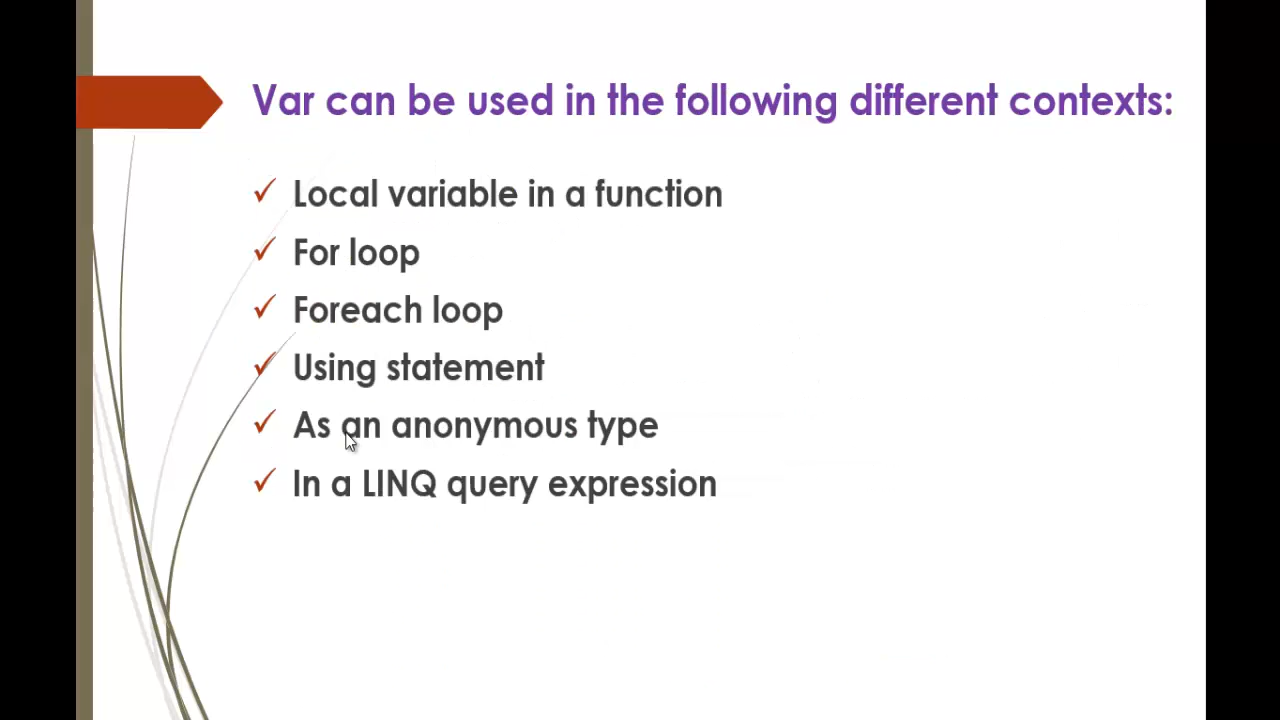 Var can be used in the following different contexts:
✓ Local variable in a function
✓ For loop
✓ Foreach loop
✓ Using statement
✓ As an anonymous type
✓ In a LINQ query expression